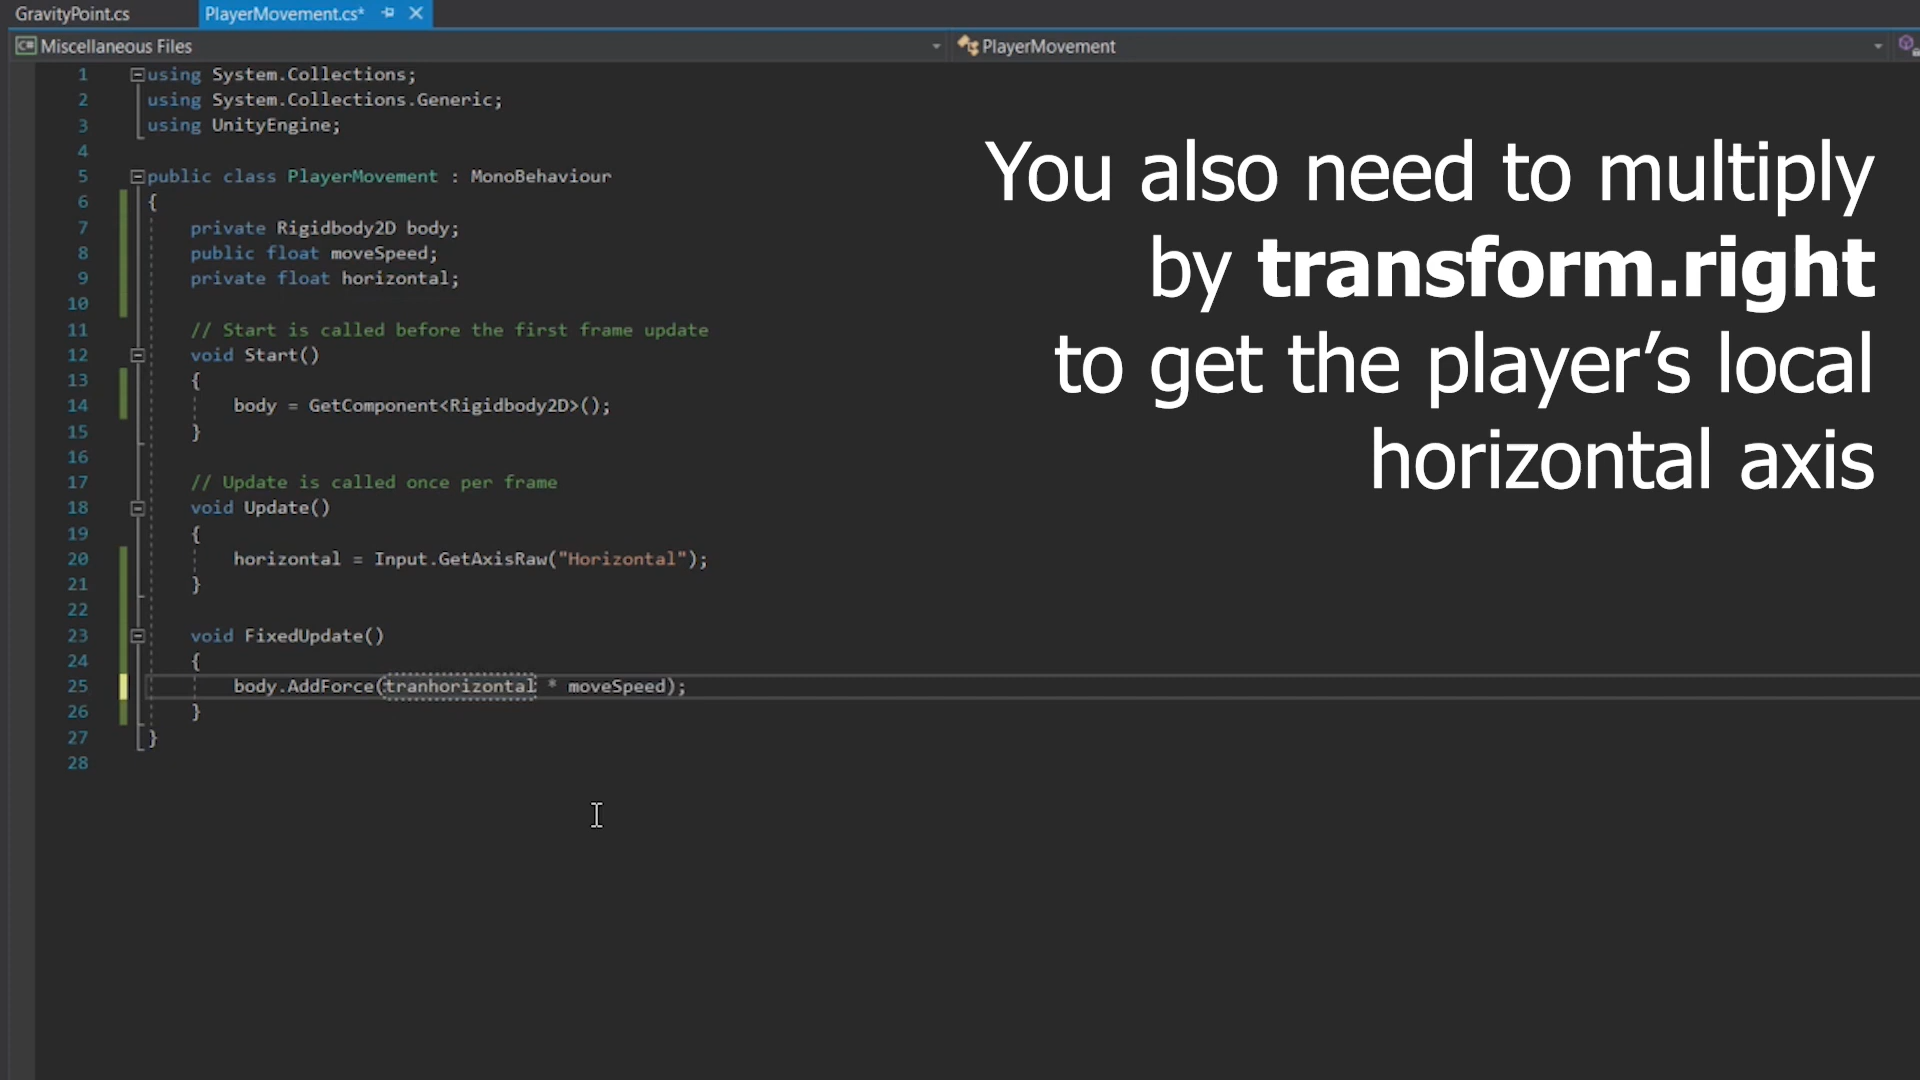 GravityPoint.cs
PlayerMovement.cs*
C# Miscellaneous Files
PlayerMovement
1 using System.Collections;
2 using System.Collections.Generic;
3 using UnityEngine;
4
5 public class PlayerMovement : MonoBehaviour
6 {
7 private Rigidbody2D body;
8 public float moveSpeed;
9 private float horizontal;
10
11 // Start is called before the first frame update
12 void Start()
13 {
14 body = GetComponent<Rigidbody2D>();
15 }
16
17 // Update is called once per frame
18 void Update()
19 {
20 horizontal = Input.GetAxisRaw("Horizontal");
21 }
22
23 void FixedUpdate()
24 {
25 body.AddForce(tranhorizontal * moveSpeed);
26 }
27 }
28
You also need to multiply
by transform.right
to get the player’s local
horizontal axis